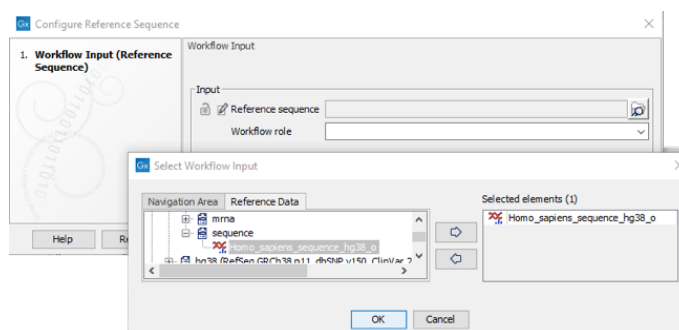 Gx Configure Reference Sequence
1. Workflow Input (Reference
Sequence)
Workflow Input
Input
Reference sequence
Workflow role
Help
Gx Select Workflow Input
Navigation Area Reference Data
mrna
sequence
Homo_sapiens_sequence_hg38_o
hg38 (RefSeq GRCh38.p11, dbSNP v150, ClinVar 2
Selected elements (1)
Homo_sapiens_sequence_hg38_o
OK Cancel